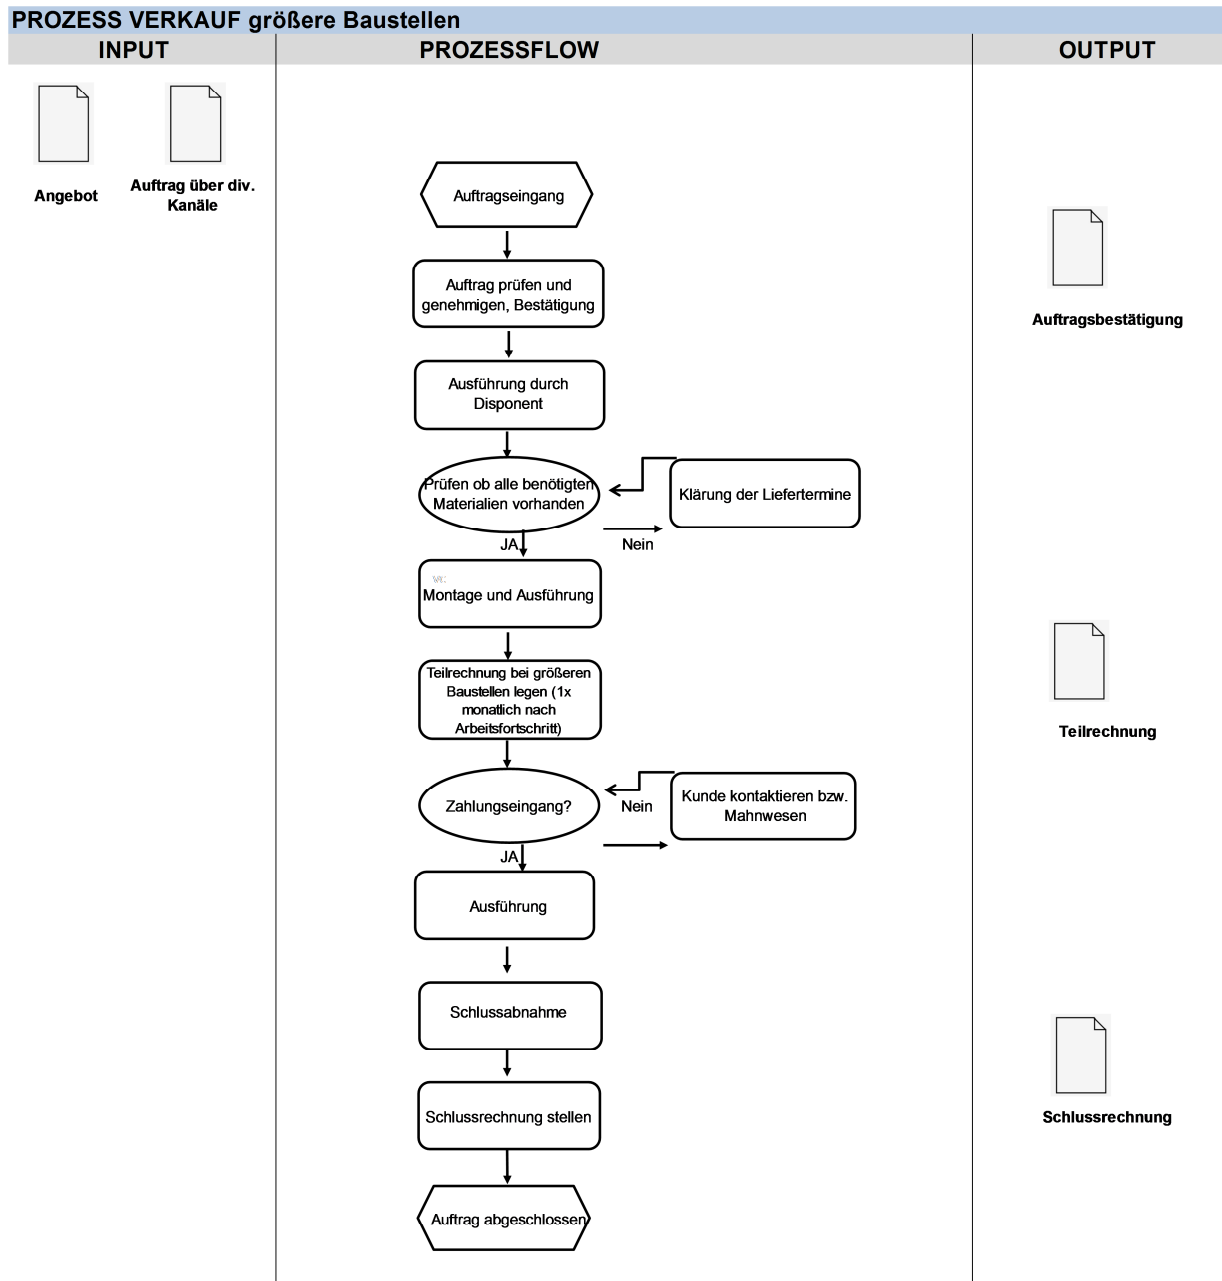 PROZESS VERKAUF größere Baustellen
INPUT
PROZESSFLOW
OUTPUT
Angebot
Auftrag über div.
Kanäle
Auftragseingang
Auftrag prüfen und
genehmigen, Bestätigung
Auftragsbestätigung
Ausführung durch
Disponent
Prüfen ob alle benötigten
Materialien vorhanden
Klärung der Liefertermine
JA
Nein
Montage und Ausführung
Teilrechnung bei größeren
Baustellen legen (1x
monatlich nach
Arbeitsfortschritt)
Teilrechnung
Zahlungseingang?
Nein
Kunde kontaktieren bzw.
Mahnwesen
JA
Ausführung
Schlussabnahme
Schlussrechnung stellen
Schlussrechnung
Auftrag abgeschlossen